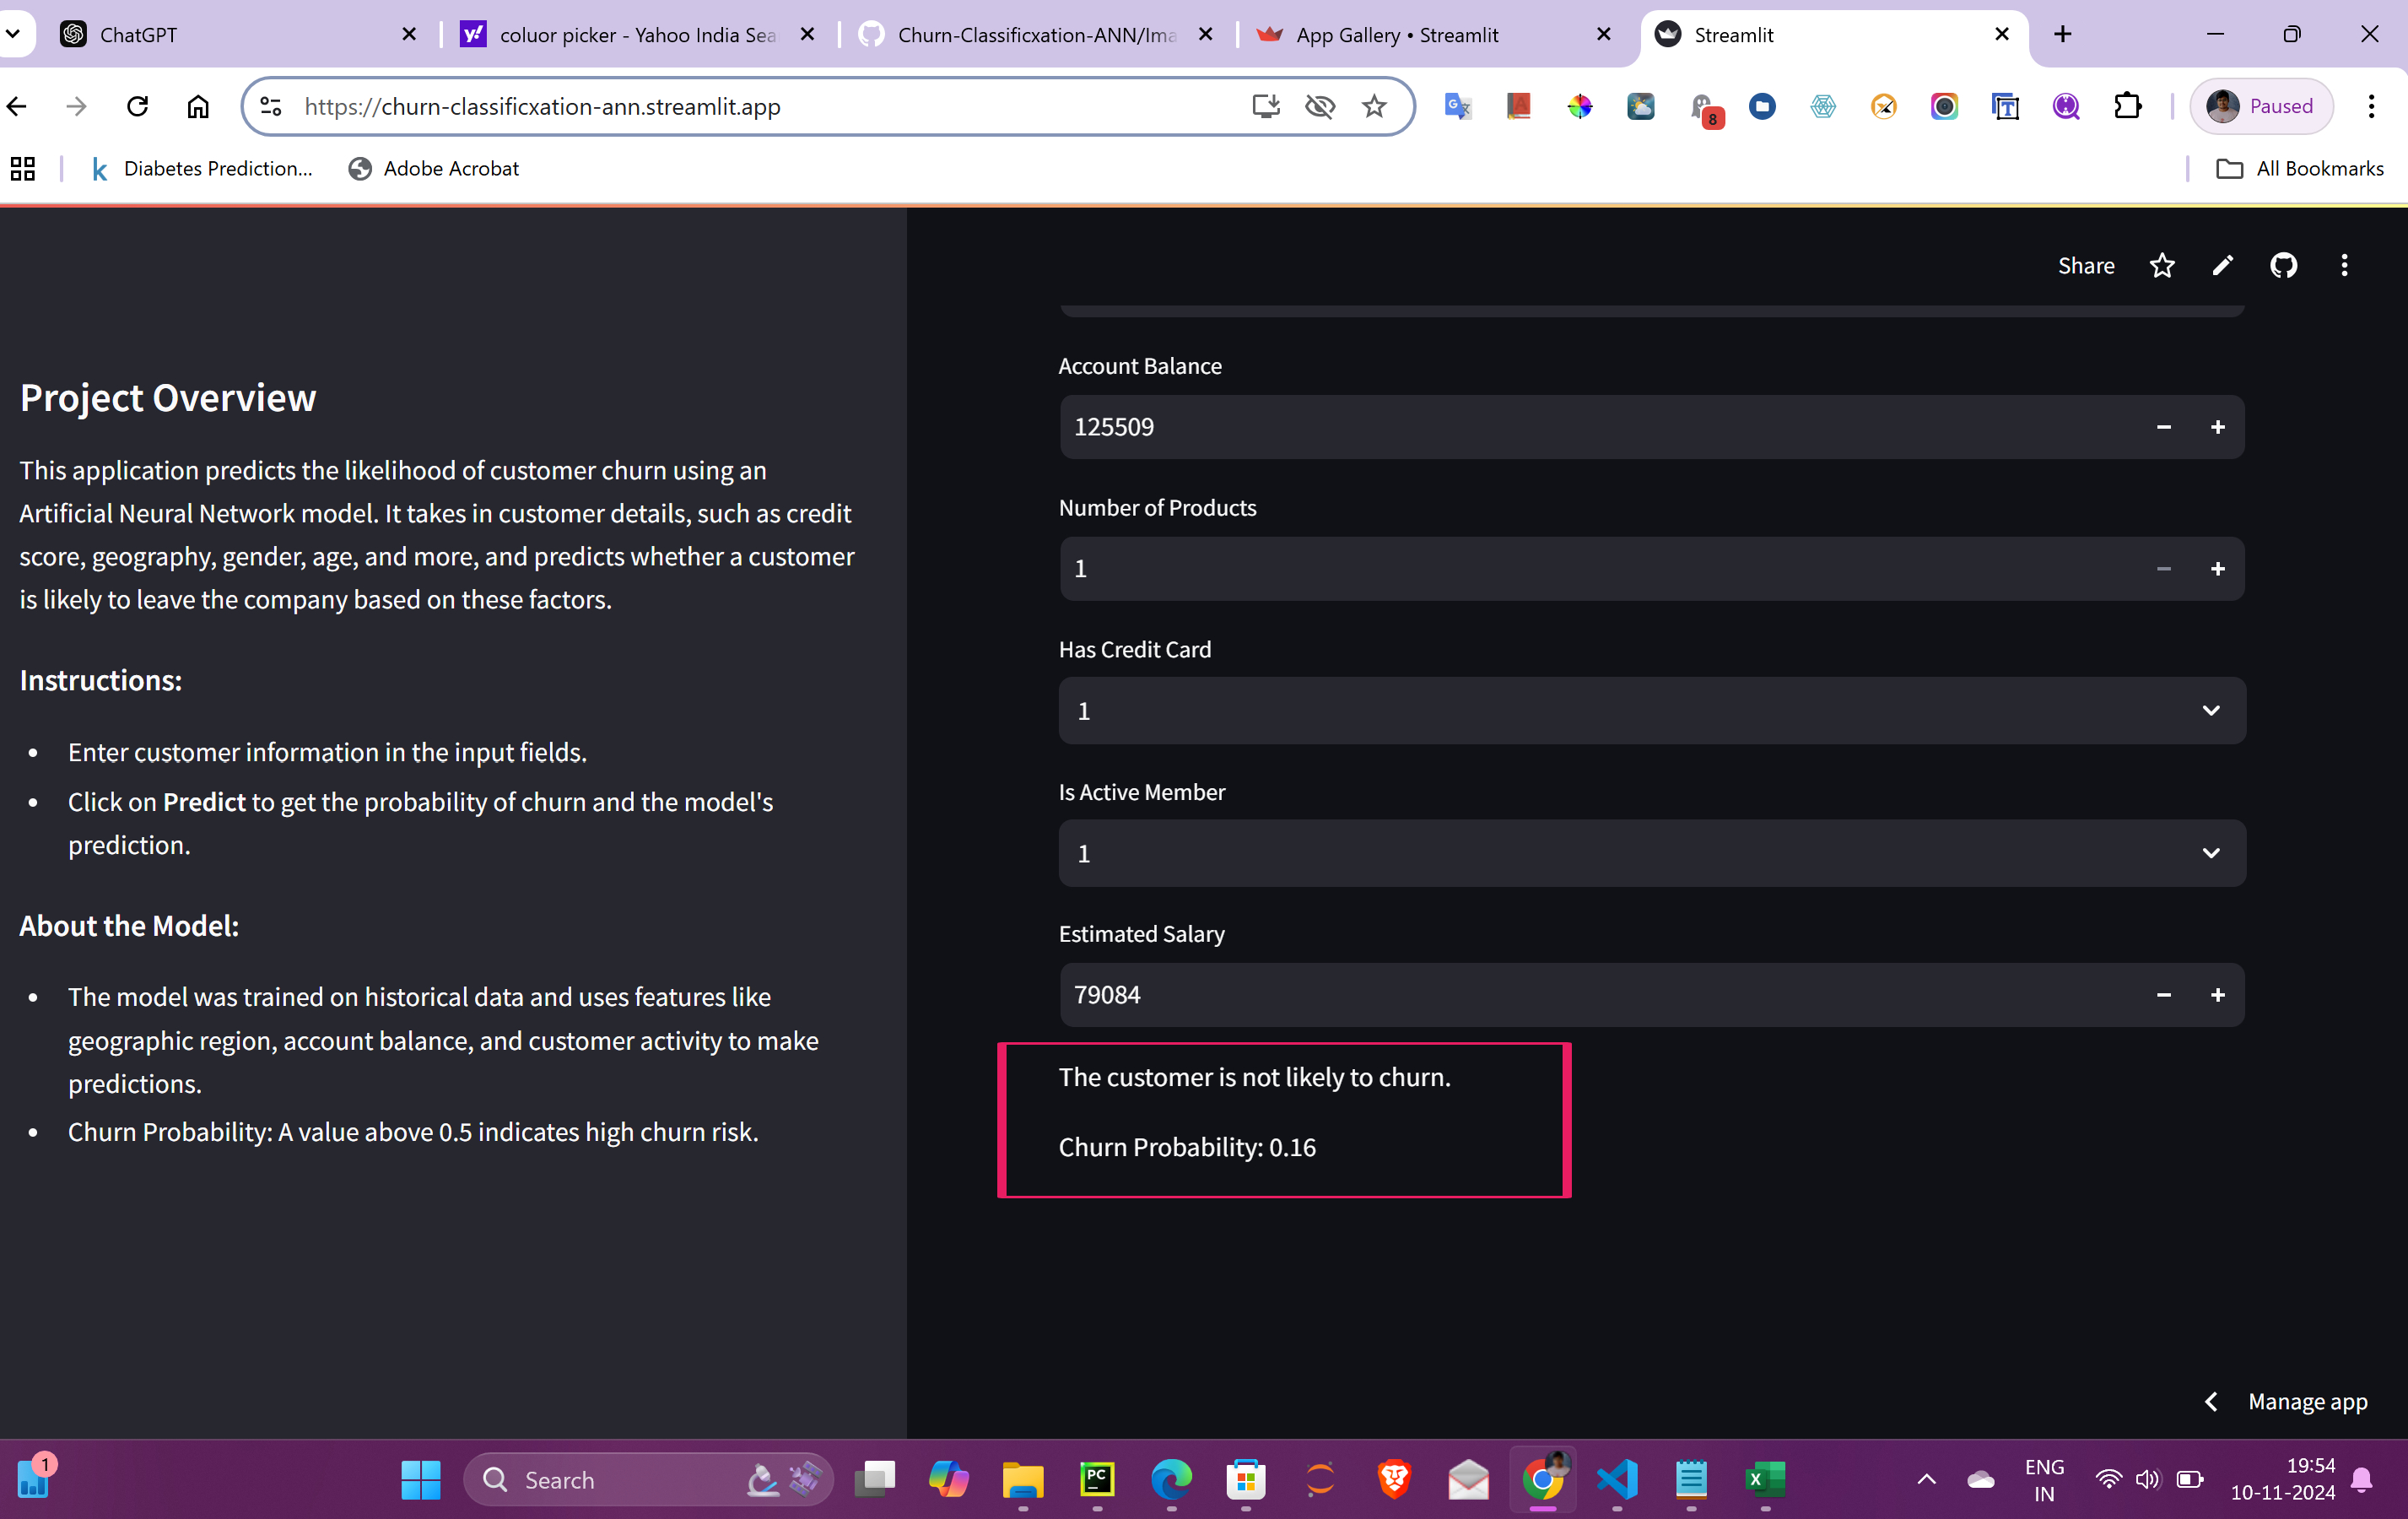 ChatGPT
coluor picker - Yahoo India Sea
Churn-Classificxation-ANN/Ima
App Gallery • Streamlit
Streamlit
https://churn-classificxation-ann.streamlit.app
8
Paused
Diabetes Prediction...
Adobe Acrobat
All Bookmarks
Project Overview
This application predicts the likelihood of customer churn using an
Artificial Neural Network model. It takes in customer details, such as credit
score, geography, gender, age, and more, and predicts whether a customer
is likely to leave the company based on these factors.
Instructions:
• Enter customer information in the input fields.
• Click on Predict to get the probability of churn and the model's
prediction.
About the Model:
• The model was trained on historical data and uses features like
geographic region, account balance, and customer activity to make
predictions.
• Churn Probability: A value above 0.5 indicates high churn risk.
Share
Account Balance
125509
Number of Products
1
Has Credit Card
1
Is Active Member
1
Estimated Salary
79084
The customer is not likely to churn.
Churn Probability: 0.16
Manage app
1
Search
PC
ENG
IN
19:54
10-11-2024